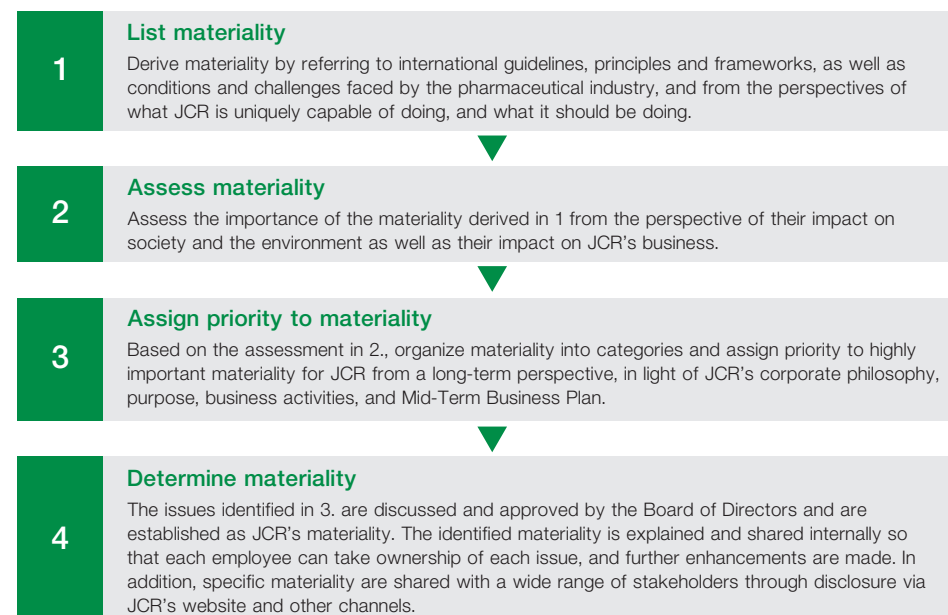 1
List materiality
Derive materiality by referring to international guidelines, principles and frameworks, as well as
conditions and challenges faced by the pharmaceutical industry, and from the perspectives of
what JCR is uniquely capable of doing, and what it should be doing.
2
Assess materiality
Assess the importance of the materiality derived in 1 from the perspective of their impact on
society and the environment as well as their impact on JCR's business.
3
Assign priority to materiality
Based on the assessment in 2., organize materiality into categories and assign priority to highly
important materiality for JCR from a long-term perspective, in light of JCR's corporate philosophy,
purpose, business activities, and Mid-Term Business Plan.
4
Determine materiality
The issues identified in 3. are discussed and approved by the Board of Directors and are
established as JCR's materiality. The identified materiality is explained and shared internally so
that each employee can take ownership of each issue, and further enhancements are made. In
addition, specific materiality are shared with a wide range of stakeholders through disclosure via
JCR's website and other channels.